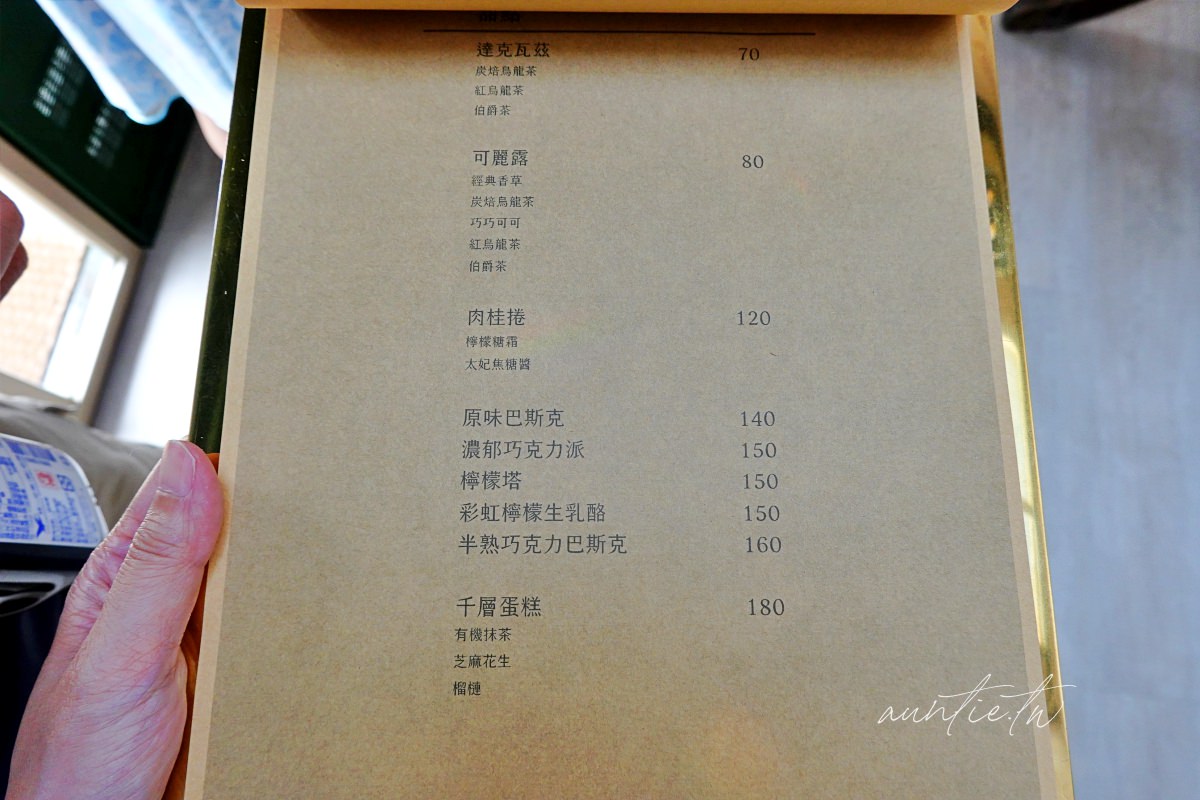 達克瓦茲 70
炭焙烏龍茶
紅烏龍茶
伯爵茶
可麗露 80
經典香草
炭焙烏龍茶
巧巧可可
紅烏龍茶
伯爵茶
肉桂捲 120
檸檬糖霜
太妃焦糖醬
原味巴斯克 140
濃郁巧克力派 150
檸檬塔 150
彩虹檸檬生乳酪 150
半熟巧克力巴斯克 160
千層蛋糕 180
有機抹茶
芝麻花生
榴槤
auntie.tw